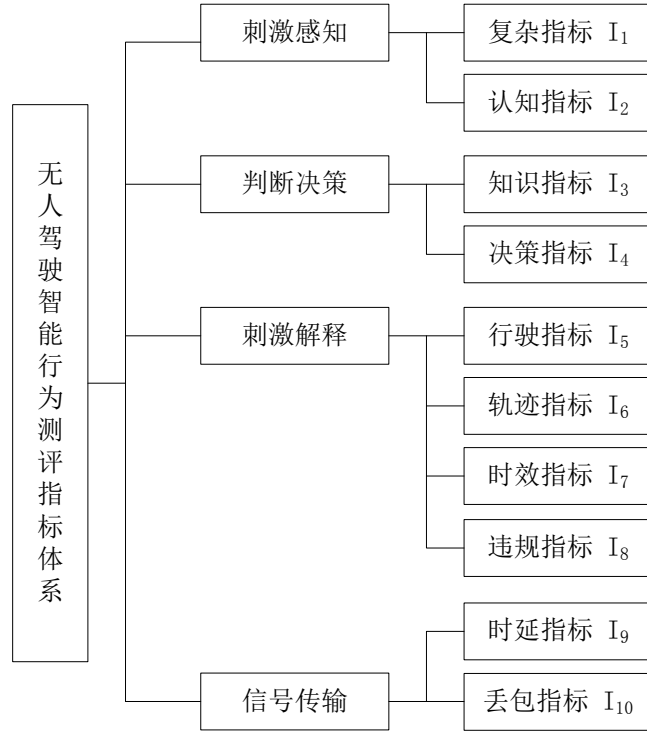 无人驾驶智能行为测评指标体系
刺激感知
复杂指标 I₁
认知指标 I₂
判断决策
知识指标 I₃
决策指标 I₄
刺激解释
行驶指标 I₅
轨迹指标 I₆
时效指标 I₇
违规指标 I₈
信号传输
时延指标 I₉
丢包指标 I₁₀